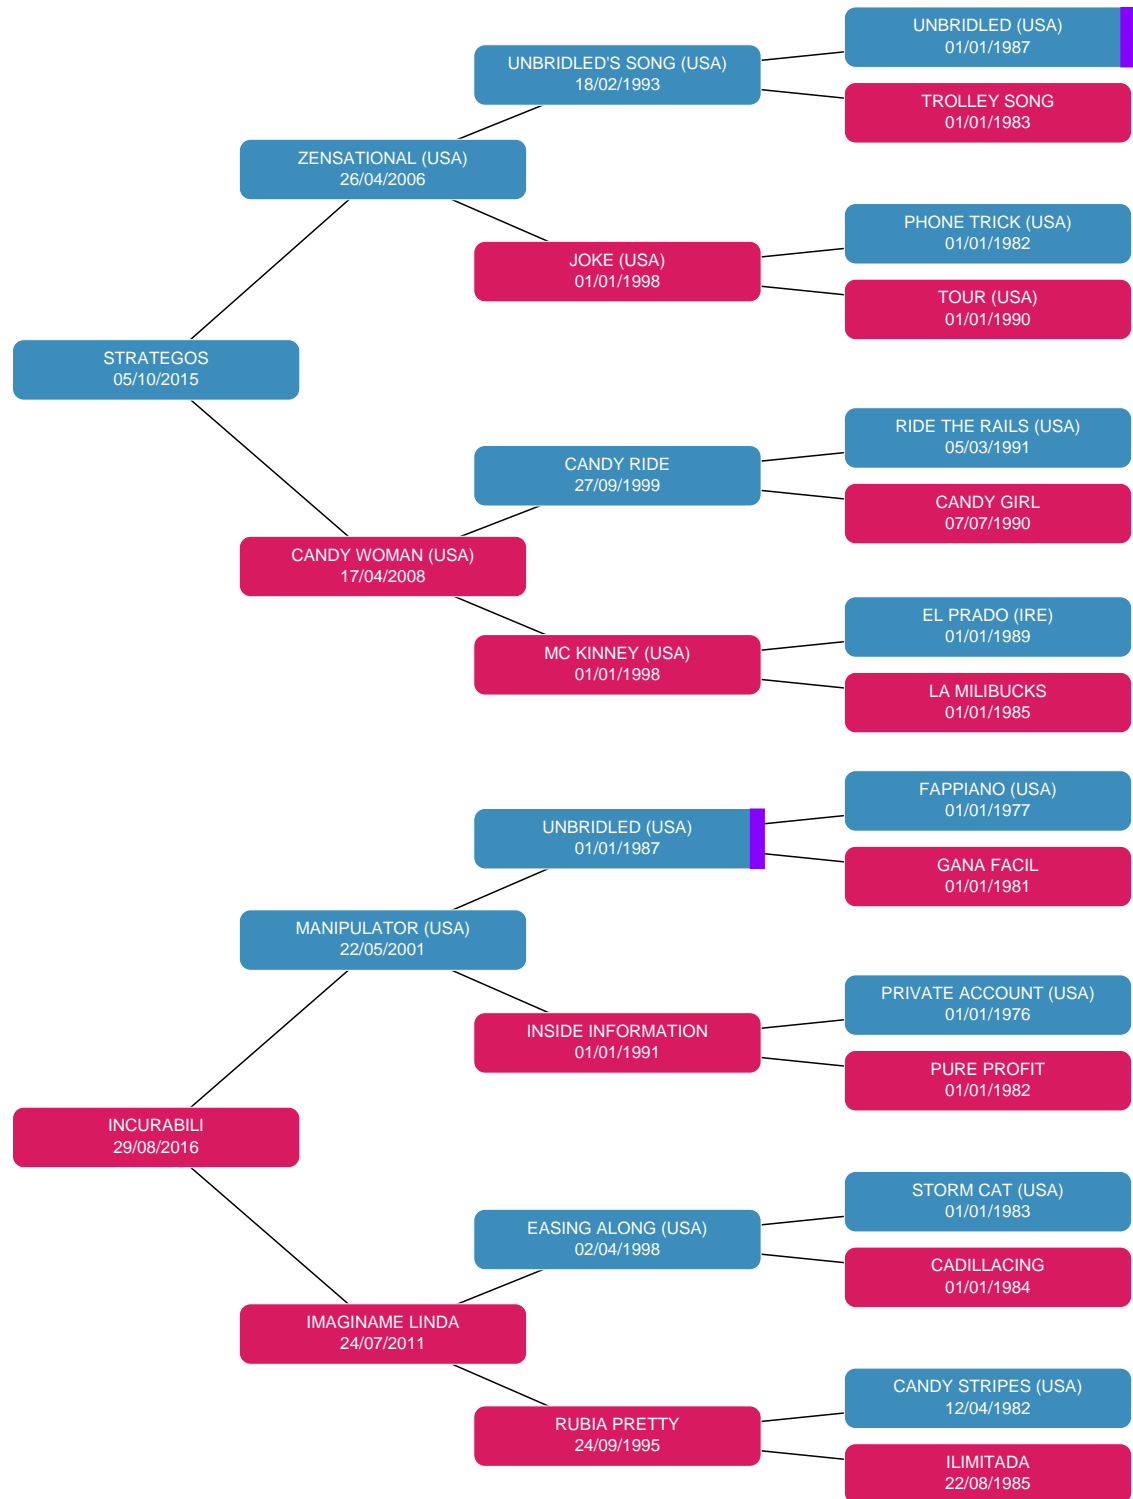 UNBRIDLED (USA)
01/01/1987
UNBRIDLED'S SONG (USA)
18/02/1993
TROLLEY SONG
01/01/1983
ZENSATIONAL (USA)
26/04/2006
PHONE TRICK (USA)
01/01/1982
JOKE (USA)
01/01/1998
TOUR (USA)
01/01/1990
STRATEGOS
05/10/2015
RIDE THE RAILS (USA)
05/03/1991
CANDY RIDE
27/09/1999
CANDY GIRL
07/07/1990
CANDY WOMAN (USA)
17/04/2008
EL PRADO (IRE)
01/01/1989
MC KINNEY (USA)
01/01/1998
LA MILIBUCKS
01/01/1985
FAPPIANO (USA)
01/01/1977
UNBRIDLED (USA)
01/01/1987
GANA FACIL
01/01/1981
MANIPULATOR (USA)
22/05/2001
PRIVATE ACCOUNT (USA)
01/01/1976
INSIDE INFORMATION
01/01/1991
PURE PROFIT
01/01/1982
INCURABILI
29/08/2016
STORM CAT (USA)
01/01/1983
EASING ALONG (USA)
02/04/1998
CADILLACING
01/01/1984
IMAGINAME LINDA
24/07/2011
CANDY STRIPES (USA)
12/04/1982
RUBIA PRETTY
24/09/1995
ILIMITADA
22/08/1985